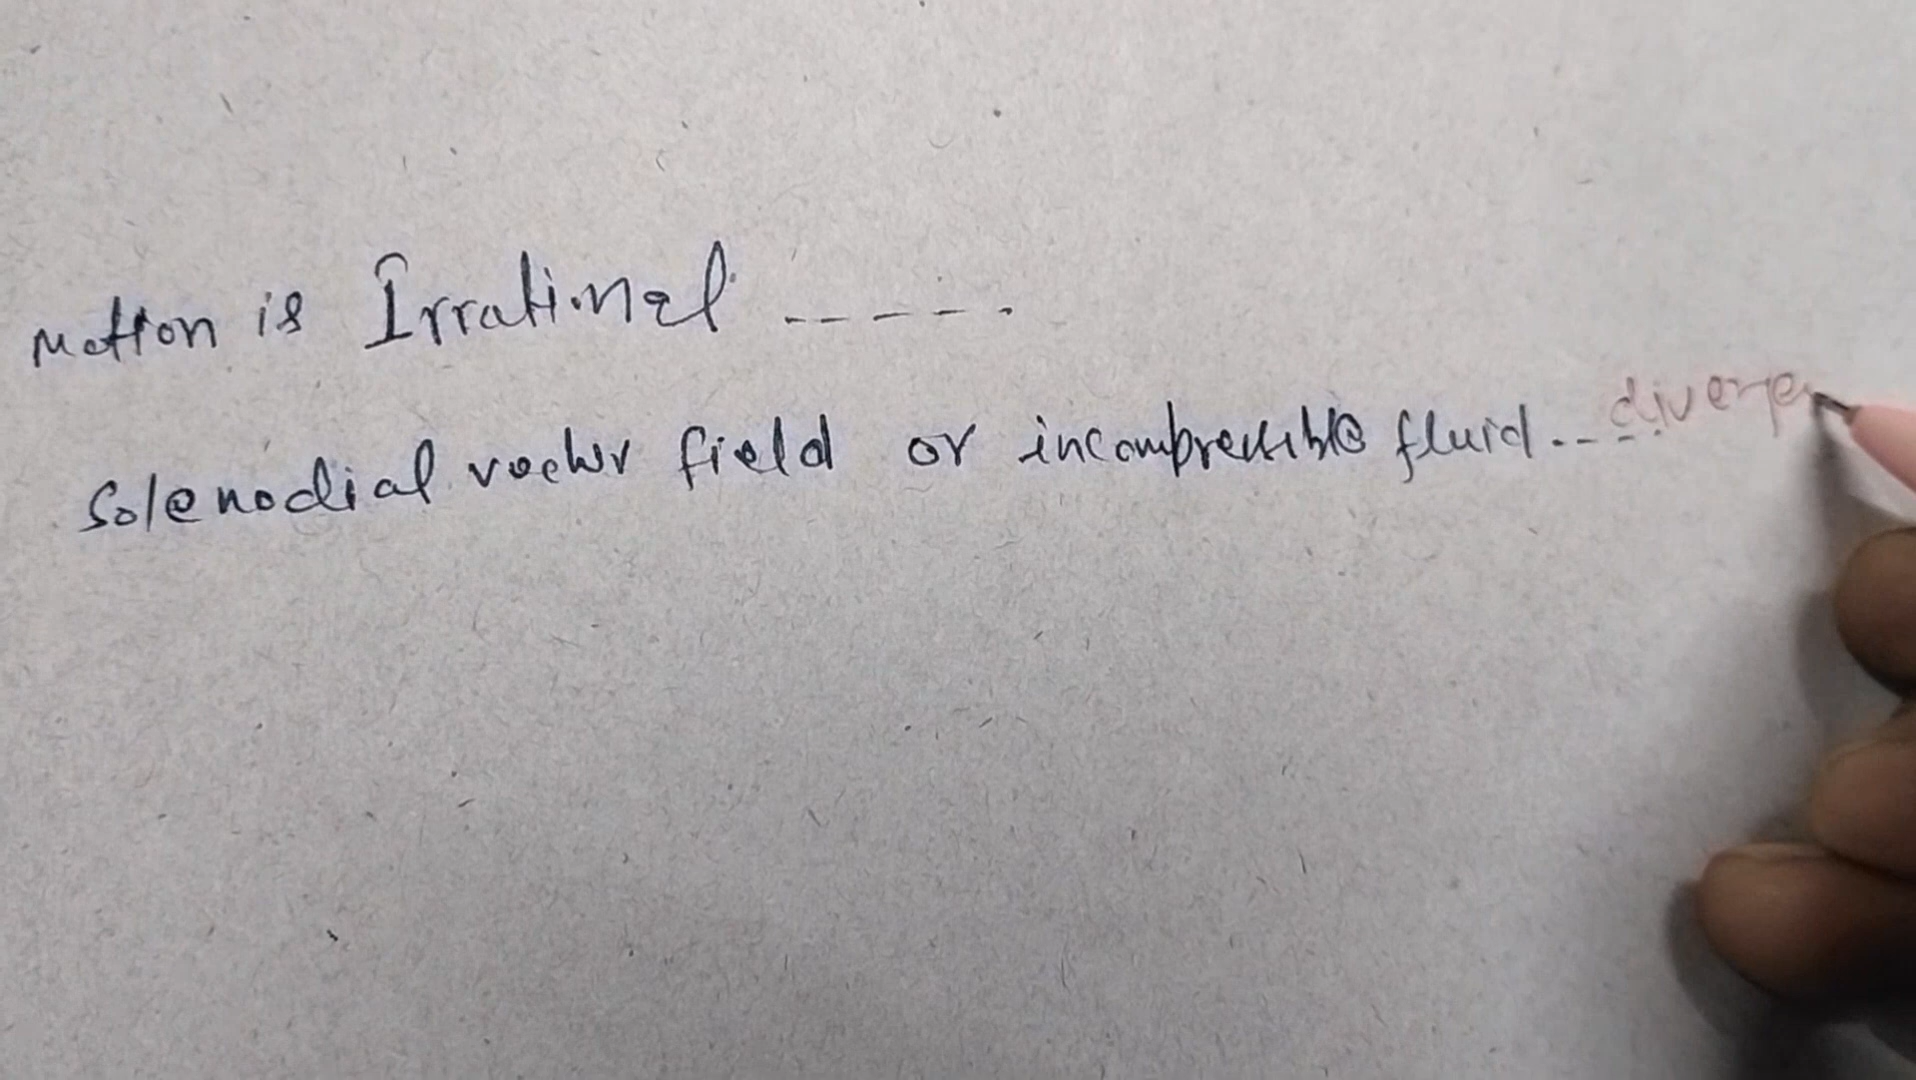 Motion is Irrational -----.
Solenodial vector field or incompressible fluid.---- diverge